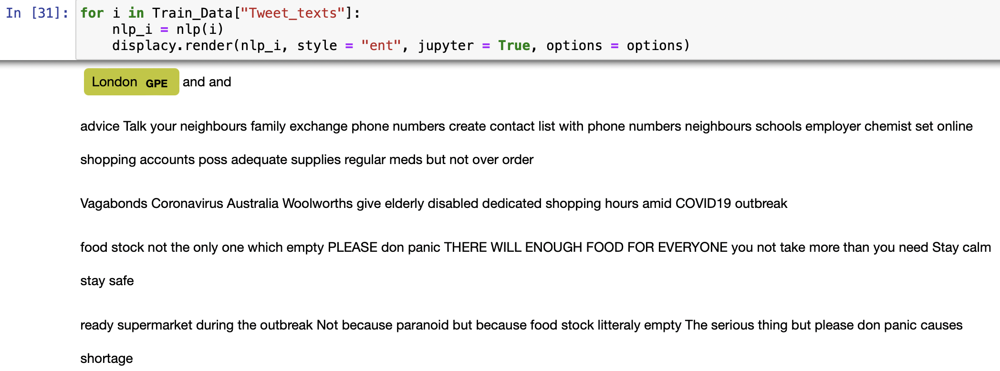 In [31]: for i in Train_Data["Tweet_texts"]:
nlp_i = nlp(i)
displacy.render(nlp_i, style = "ent", jupyter = True, options = options)
London GPE and and
advice Talk your neighbours family exchange phone numbers create contact list with phone numbers neighbours schools employer chemist set online
shopping accounts poss adequate supplies regular meds but not over order
Vagabonds Coronavirus Australia Woolworths give elderly disabled dedicated shopping hours amid COVID19 outbreak
food stock not the only one which empty PLEASE don panic THERE WILL ENOUGH FOOD FOR EVERYONE you not take more than you need Stay calm
stay safe
ready supermarket during the outbreak Not because paranoid but because food stock litteraly empty The serious thing but please don panic causes
shortage